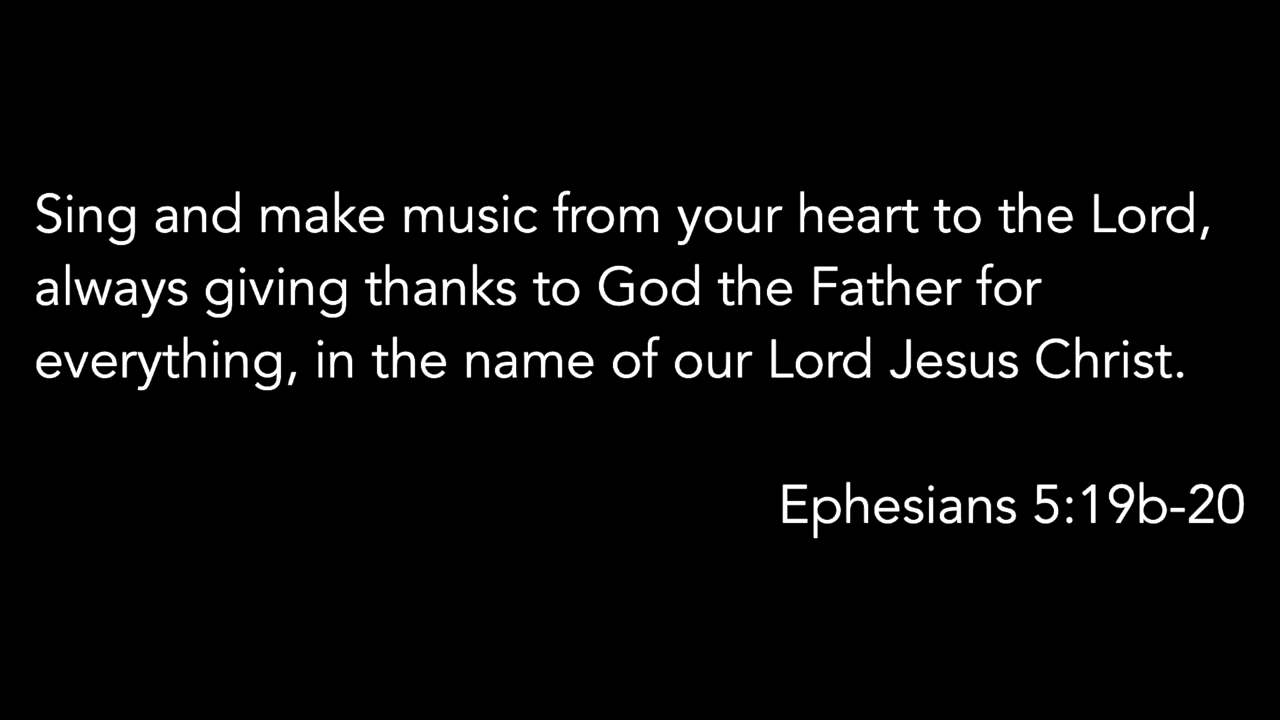 Sing and make music from your heart to the Lord,
always giving thanks to God the Father for
everything, in the name of our Lord Jesus Christ.
Ephesians 5:19b-20